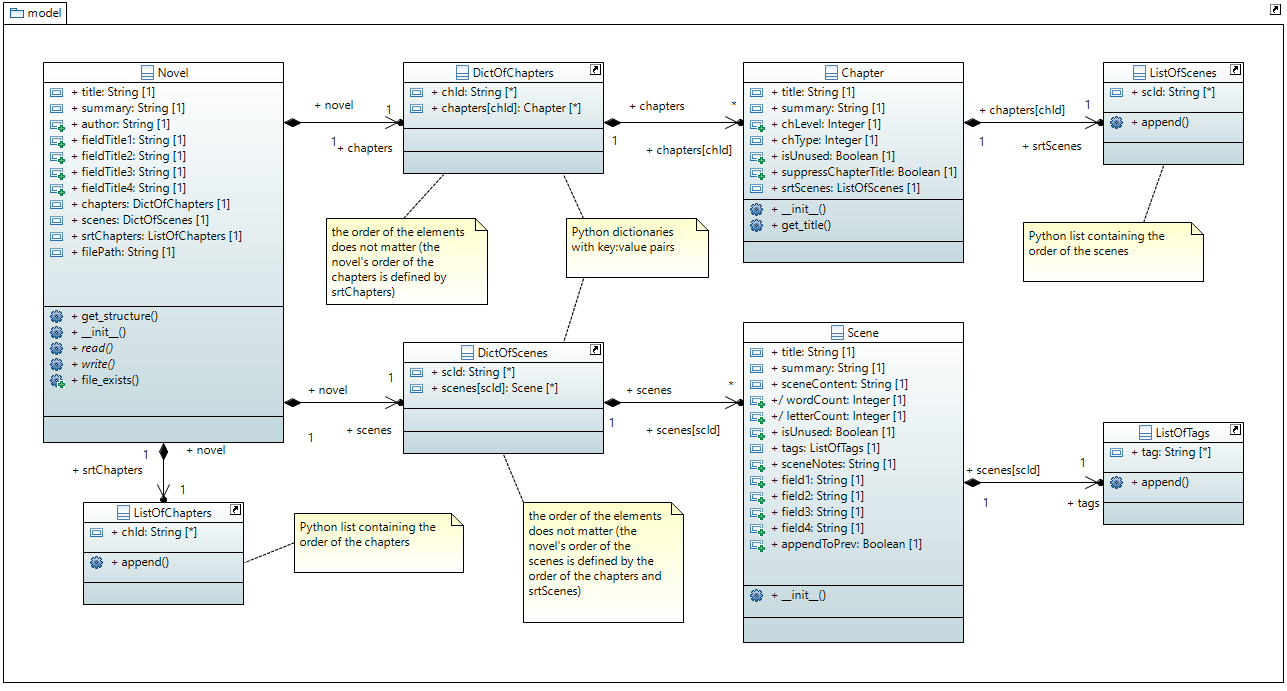 model
Novel
+ title: String [1]
+ summary: String [1]
+ author: String [1]
+ fieldTitle1: String [1]
+ fieldTitle2: String [1]
+ fieldTitle3: String [1]
+ fieldTitle4: String [1]
+ chapters: DictOfChapters [1]
+ scenes: DictOfScenes [1]
+ srtChapters: ListOfChapters [1]
+ filePath: String [1]
+ get_structure()
+ __init__()
+ read()
+ write()
+ file_exists()
+ novel
1
1
+ chapters
DictOfChapters
+ chId: String [*]
+ chapters[chId]: Chapter [*]
+ chapters
*
1
+ chapters[chId]
Chapter
+ title: String [1]
+ summary: String [1]
+ chLevel: Integer [1]
+ chType: Integer [1]
+ isUnused: Boolean [1]
+ suppressChapterTitle: Boolean [1]
+ srtScenes: ListOfScenes [1]
+ __init__()
+ get_title()
+ chapters[chId]
1
1
+ srtScenes
ListOfScenes
+ scId: String [*]
+ append()
the order of the elements
does not matter (the
novel's order of the
chapters is defined by
srtChapters)
Python dictionaries
with key:value pairs
Python list containing the
order of the scenes
+ novel
1
1
+ scenes
DictOfScenes
+ scId: String [*]
+ scenes[scId]: Scene [*]
+ scenes
*
1
+ scenes[scId]
Scene
+ title: String [1]
+ summary: String [1]
+ sceneContent: String [1]
+/ wordCount: Integer [1]
+/ letterCount: Integer [1]
+ isUnused: Boolean [1]
+ tags: ListOfTags [1]
+ sceneNotes: String [1]
+ field1: String [1]
+ field2: String [1]
+ field3: String [1]
+ field4: String [1]
+ appendToPrev: Boolean [1]
+ __init__()
+ scenes[scId]
1
1
+ tags
ListOfTags
+ tag: String [*]
+ append()
1
+ novel
+ srtChapters
1
ListOfChapters
+ chId: String [*]
+ append()
Python list containing the
order of the chapters
the order of the elements
does not matter (the
novel's order of the
scenes is defined by the
order of the chapters and
srtScenes)